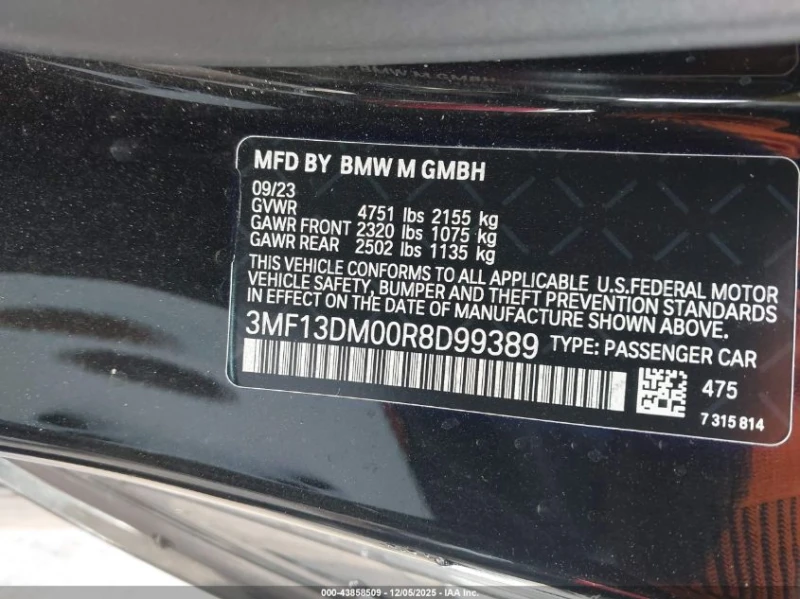 MFD BY BMW M GMBH
09/23
GVWR 4751 lbs 2155 kg
GAWR FRONT 2320 lbs 1075 kg
GAWR REAR 2502 lbs 1135 kg
THIS VEHICLE CONFORMS TO ALL APPLICABLE U.S.FEDERAL MOTOR
VEHICLE SAFETY, BUMPER AND THEFT PREVENTION STANDARDS
IN EFFECT ON THE DATE OF MANUFACTURE SHOWN ABOVE.
3MF13DM00R8D99389 TYPE: PASSENGER CAR
475
7 315 814
000-43858509 | 12/05/2025 - IAA Inc.